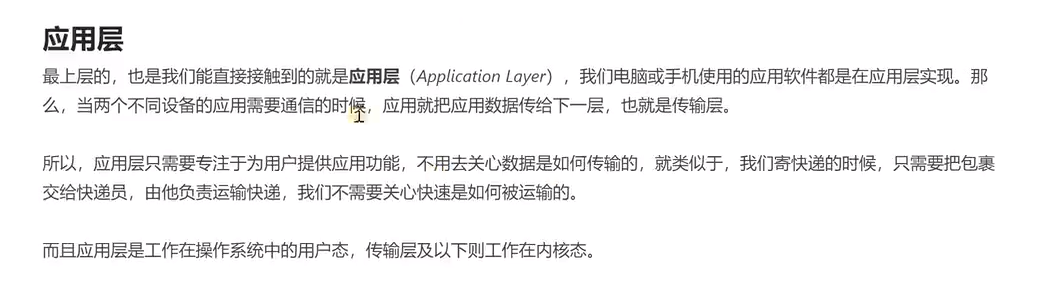 应用层
最上层的，也是我们能直接接触到的就是应用层（Application Layer），我们电脑或手机使用的应用软件都是在应用层实现。那
么，当两个不同设备的应用需要通信的时候，应用就把应用数据传给下一层，也就是传输层。
所以，应用层只需要专注于为用户提供应用功能，不用去关心数据是如何传输的，就类似于，我们寄快递的时候，只需要把包裹
交给快递员，由他负责运输快递，我们不需要关心快速是如何被运输的。
而且应用层是工作在操作系统中的用户态，传输层及以下则工作在内核态。